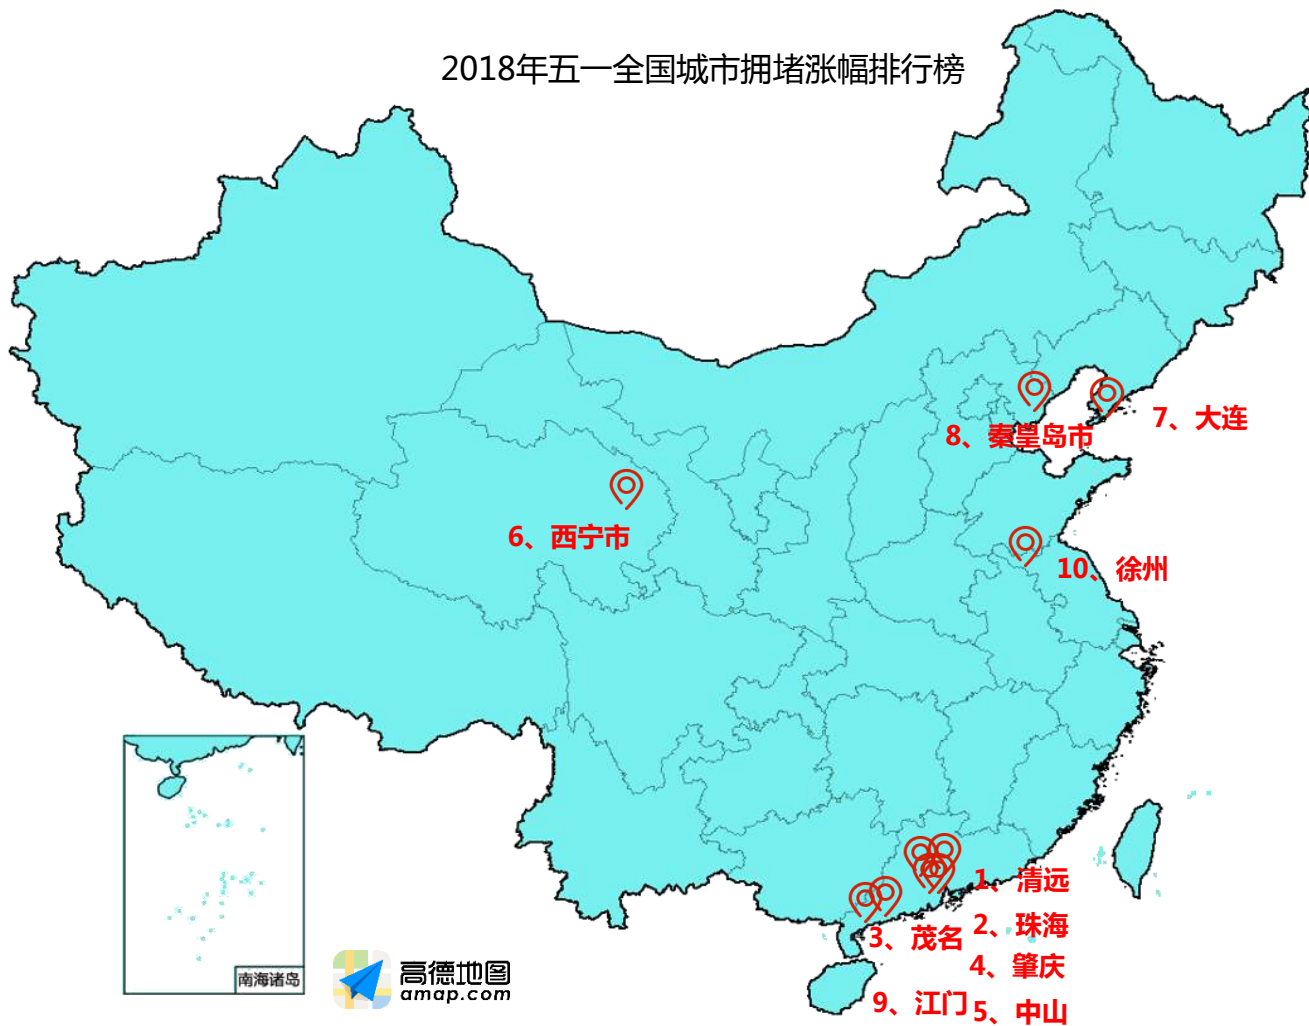 2018年五一全国城市拥堵涨幅排行榜
7、大连
8、秦皇岛市
6、西宁市
10、徐州
1、清远
2、珠海
3、茂名
4、肇庆
9、江门
5、中山
南海诸岛
高德地图
amap.com